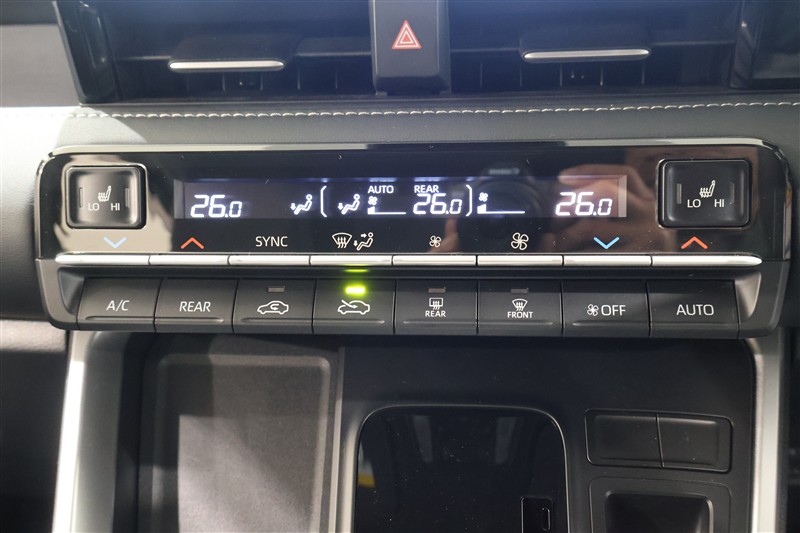 AUTO REAR
26.0 26.0 26.0
LO HI LO HI
SYNC
A/C REAR REAR FRONT OFF AUTO